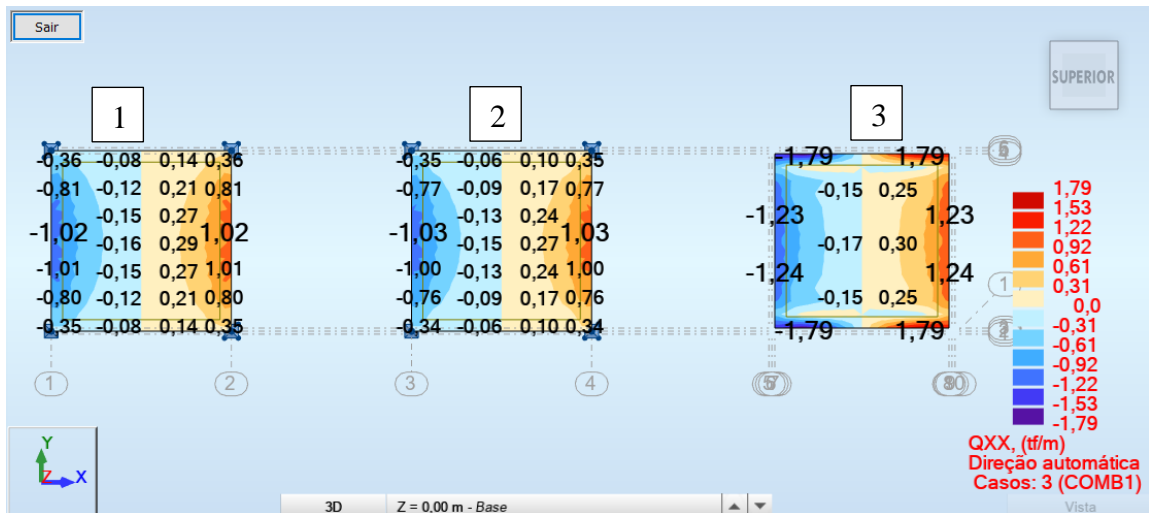 Sair
SUPERIOR
1 2 3
-0,36 -0,08 0,14 0,36 -0,35 -0,06 0,10 0,35 -1,79 1,79
-0,81 -0,12 0,21 0,81 -0,77 -0,09 0,17 0,77 -0,15 0,25
-0,15 0,27 -0,13 0,24 -1,23 1,23
-1,02 -0,16 0,29 1,02 -1,03 -0,15 0,27 1,03 -0,17 0,30
-1,01 -0,15 0,27 1,01 -1,00 -0,13 0,24 1,00 -1,24 1,24
-0,80 -0,12 0,21 0,80 -0,76 -0,09 0,17 0,76 -0,15 0,25
-0,35 -0,08 0,14 0,35 -0,34 -0,06 0,10 0,34 -1,79 1,79
1
1 2 3 4
1,79
1,53
1,22
0,92
0,61
0,31
0,0
-0,31
-0,61
-0,92
-1,22
-1,53
-1,79
QXX, (tf/m)
Direção automática
Casos: 3 (COMB1)
Y
Z X
3D Z = 0,00 m - Base
Vista